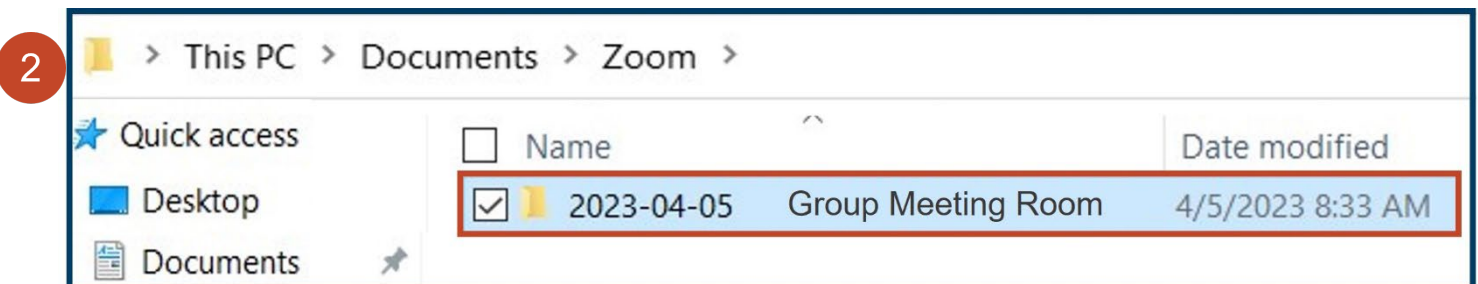 2
> This PC > Documents > Zoom >
Quick access
Name Date modified
Desktop
2023-04-05 Group Meeting Room 4/5/2023 8:33 AM
Documents